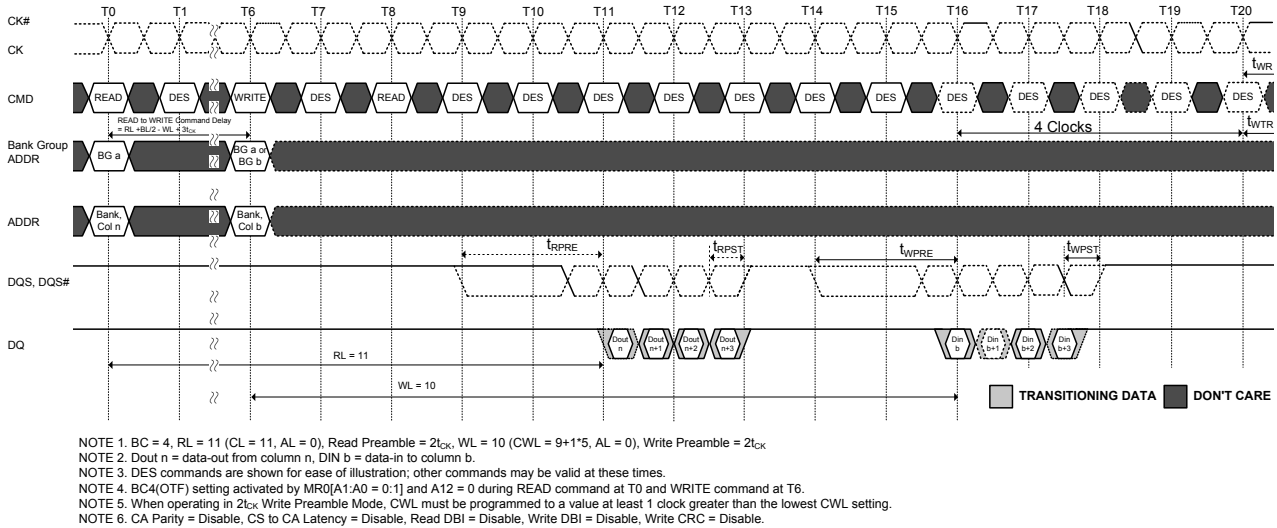 T0 T1 T6 T7 T8 T9 T10 T11 T12 T13 T14 T15 T16 T17 T18 T19 T20
CK#
CK
tWR
CMD READ DES WRITE DES READ DES DES DES DES DES DES DES DES DES DES DES DES
READ to WRITE Command Delay
= RL +BL/2 - WL + 3tCK
4 Clocks tWTR
Bank Group
ADDR
BG a
BG a or
BG b
ADDR
Bank,
Col n
Bank,
Col b
tRPRE tRPST tWPRE tWPST
DQS, DQS#
DQ
Dout
n
Dout
n+1
Dout
n+2
Dout
n+3
Din
b
Din
b+1
Din
b+2
Din
b+3
RL = 11
WL = 10
TRANSITIONING DATA DON'T CARE
NOTE 1. BC = 4, RL = 11 (CL = 11, AL = 0), Read Preamble = 2tCK, WL = 10 (CWL = 9+1*5, AL = 0), Write Preamble = 2tCK
NOTE 2. Dout n = data-out from column n, DIN b = data-in to column b.
NOTE 3. DES commands are shown for ease of illustration; other commands may be valid at these times.
NOTE 4. BC4(OTF) setting activated by MR0[A1:A0 = 0:1] and A12 = 0 during READ command at T0 and WRITE command at T6.
NOTE 5. When operating in 2tCK Write Preamble Mode, CWL must be programmed to a value at least 1 clock greater than the lowest CWL setting.
NOTE 6. CA Parity = Disable, CS to CA Latency = Disable, Read DBI = Disable, Write DBI = Disable, Write CRC = Disable.